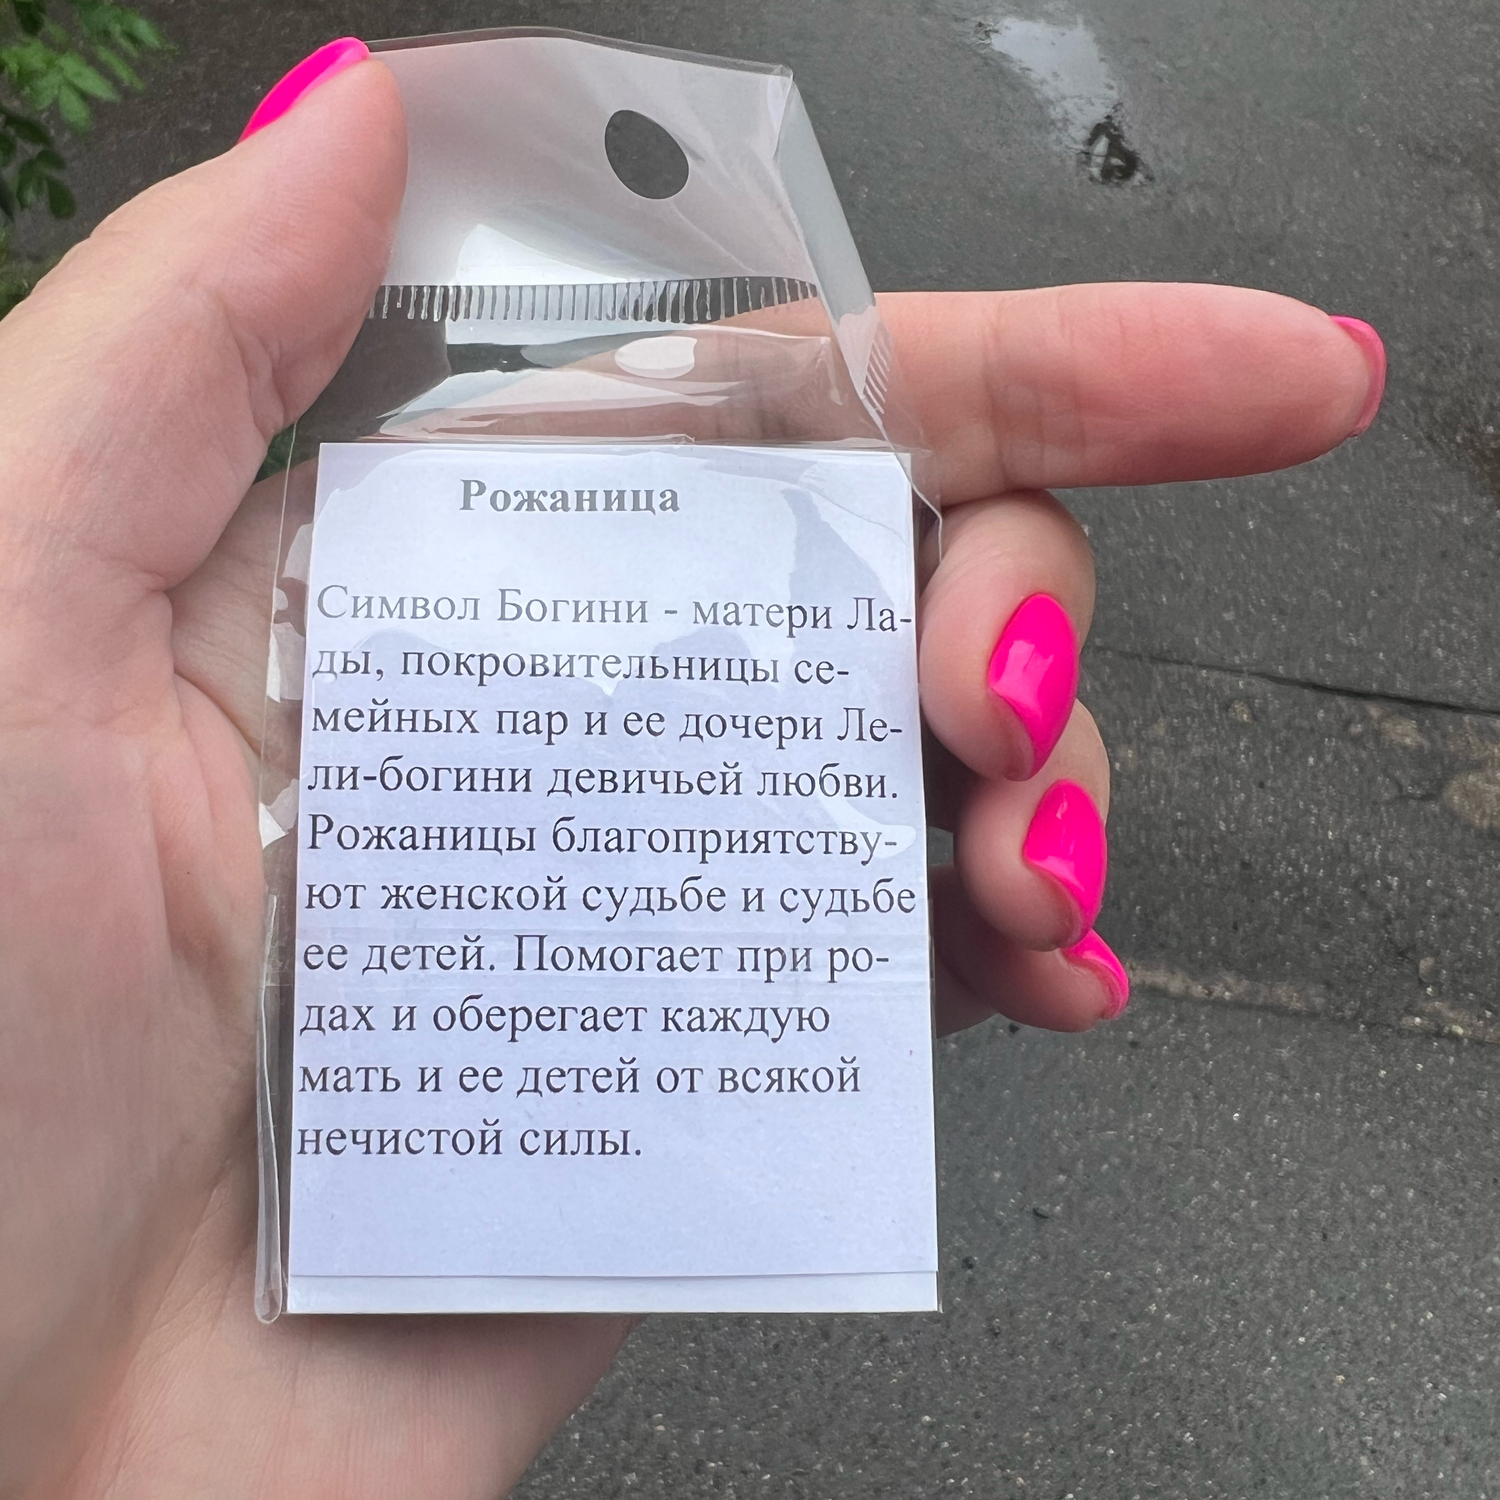 Рожаница
Символ Богини - матери Ла-
ды, покровительницы се-
мейных пар и ее дочери Ле-
ли-богини девичьей любви.
Рожаницы благоприятству-
ют женской судьбе и судьбе
ее детей. Помогает при ро-
дах и оберегает каждую
мать и ее детей от всякой
нечистой силы.